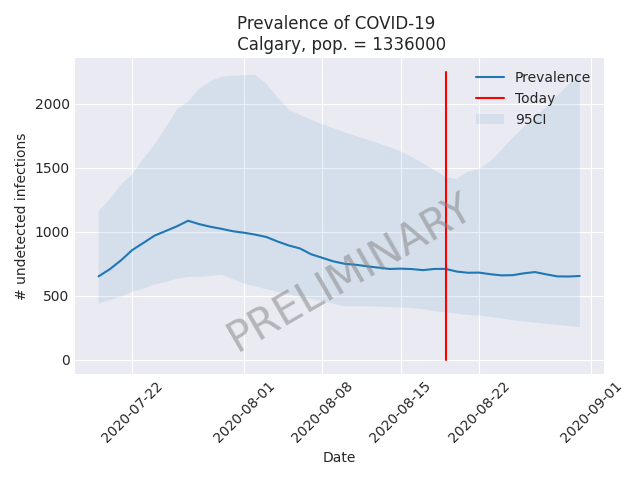 Prevalence of COVID-19
Calgary, pop. = 1336000
# undetected infections
2000
1500
1000
500
0
Prevalence
Today
95CI
PRELIMINARY
2020-07-22
2020-08-01
2020-08-08
2020-08-15
2020-08-22
2020-09-01
Date